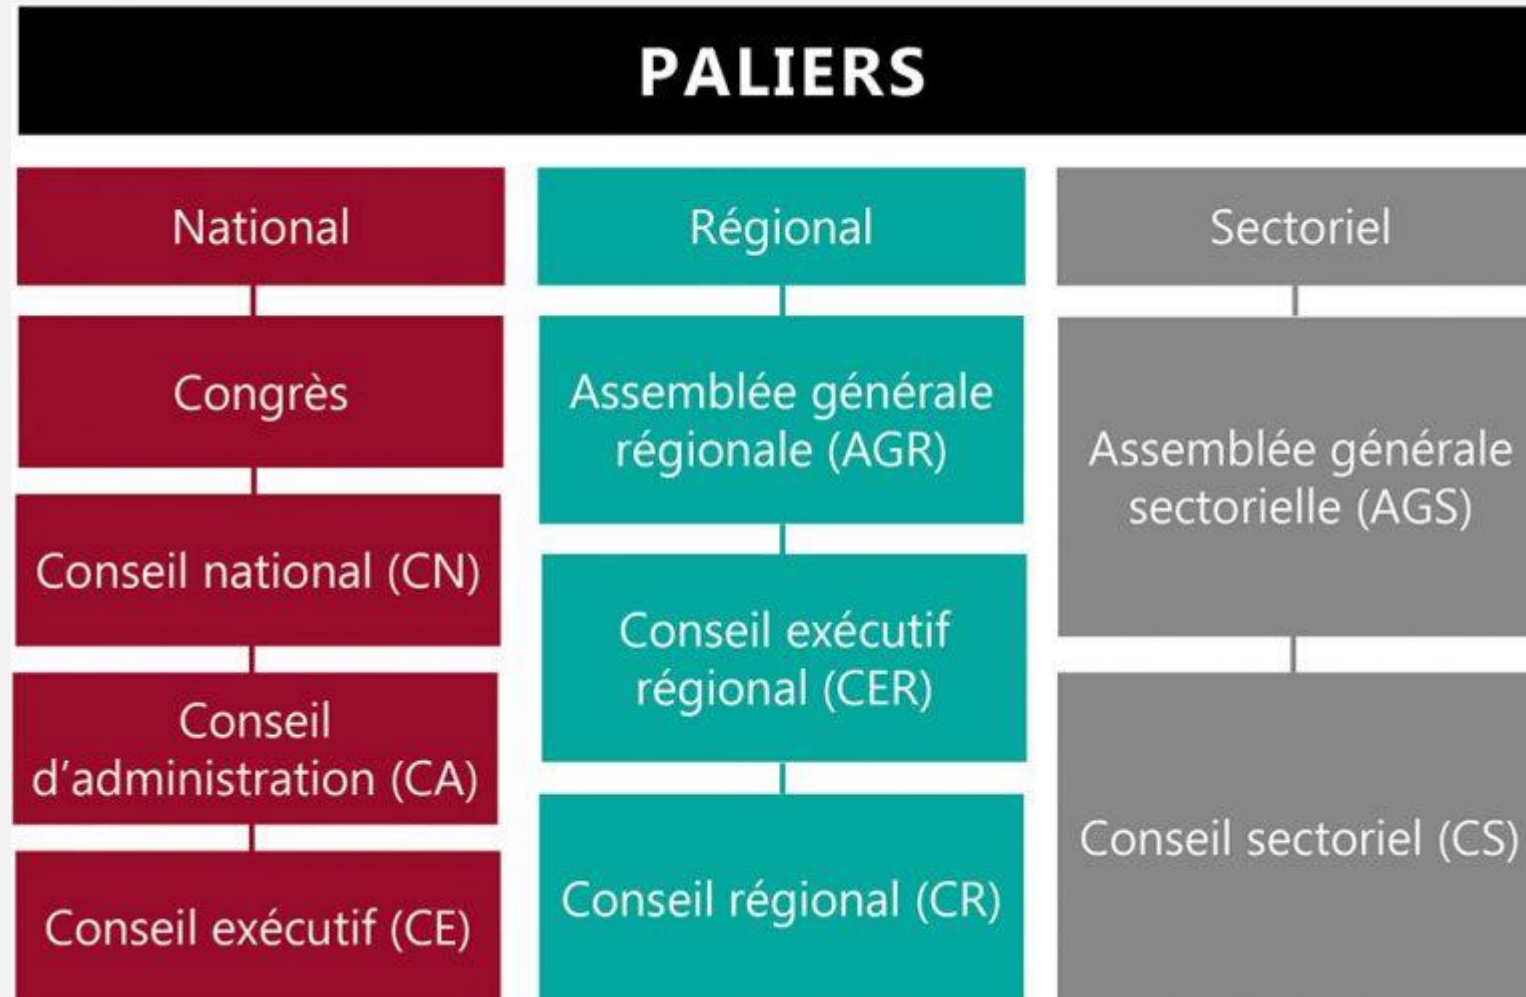 PALIERS
National
Congrès
Conseil national (CN)
Conseil
d’administration (CA)
Conseil exécutif (CE)
Régional
Assemblée générale
régionale (AGR)
Conseil exécutif
régional (CER)
Conseil régional (CR)
Sectoriel
Assemblée générale
sectorielle (AGS)
Conseil sectoriel (CS)